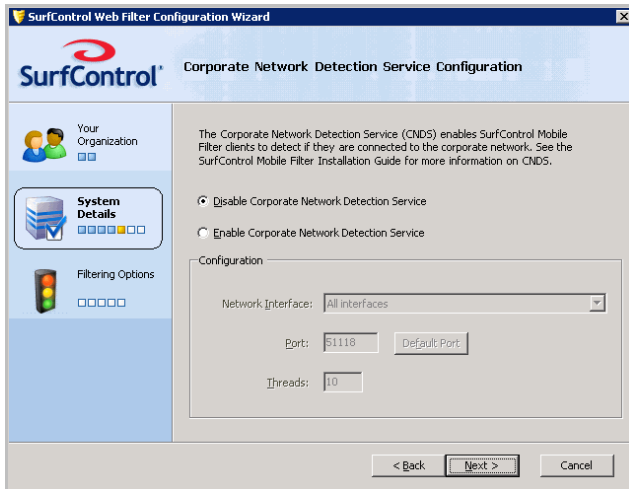 SurfControl Web Filter Configuration Wizard
SurfControl
Corporate Network Detection Service Configuration
Your
Organization
System
Details
Filtering Options
The Corporate Network Detection Service (CNDS) enables SurfControl Mobile
Filter clients to detect if they are connected to the corporate network. See the
SurfControl Mobile Filter Installation Guide for more information on CNDS.
Disable Corporate Network Detection Service
Enable Corporate Network Detection Service
Configuration
Network Interface: All interfaces
Port: 51118 Default Port
Threads: 10
< Back Next > Cancel